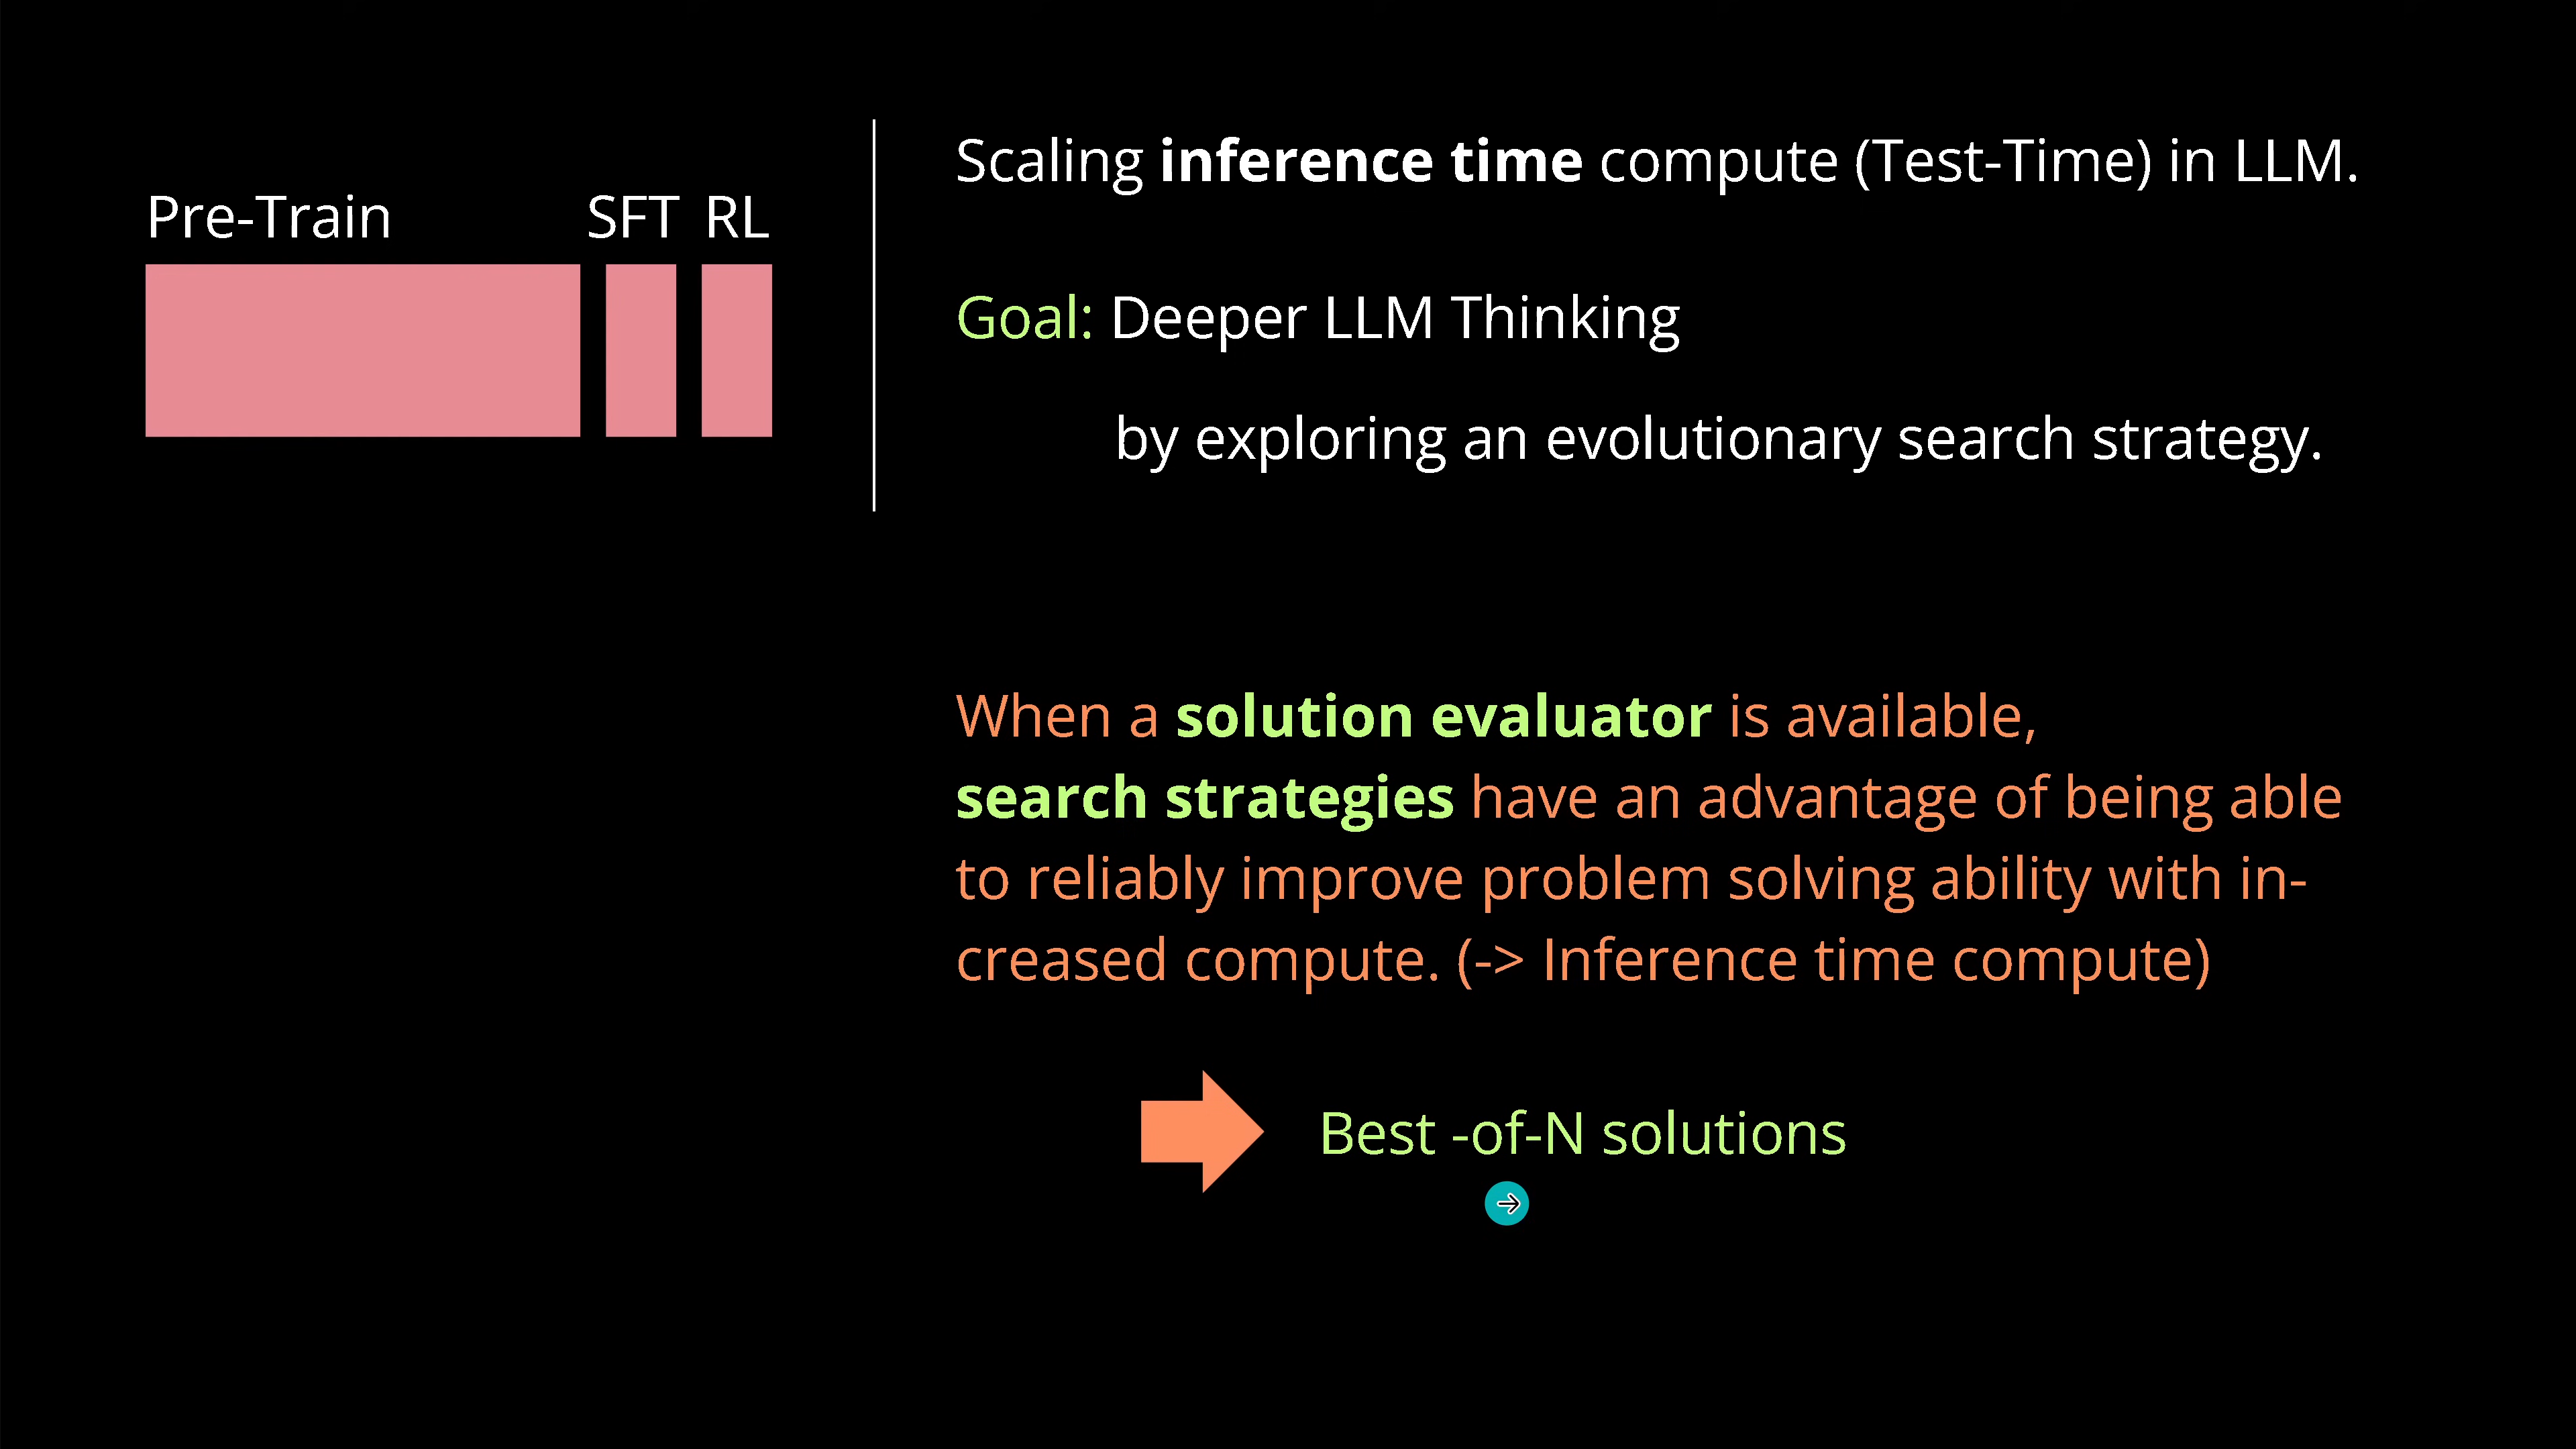 Pre-Train SFT RL
Scaling inference time compute (Test-Time) in LLM.
Goal: Deeper LLM Thinking
by exploring an evolutionary search strategy.
When a solution evaluator is available,
search strategies have an advantage of being able
to reliably improve problem solving ability with in-
creased compute. (-> Inference time compute)
Best -of-N solutions